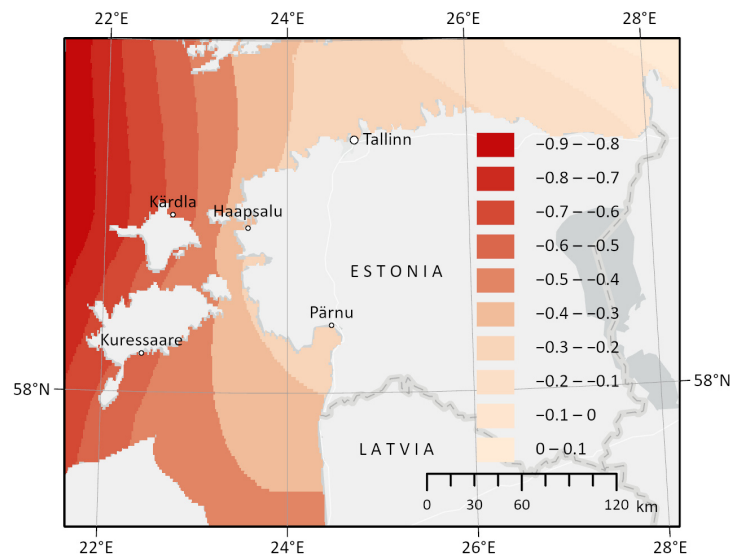 22°E 24°E 26°E 28°E
Tallinn
−0.9 – −0.8
−0.8 – −0.7
Kärdla
Haapsalu
−0.7 – −0.6
−0.6 – −0.5
ESTONIA
−0.5 – −0.4
Pärnu
−0.4 – −0.3
Kuressaare
−0.3 – −0.2
58°N
−0.2 – −0.1
58°N
−0.1 – 0
LATVIA
0 – 0.1
0 30 60 120 km
22°E 24°E 26°E 28°E